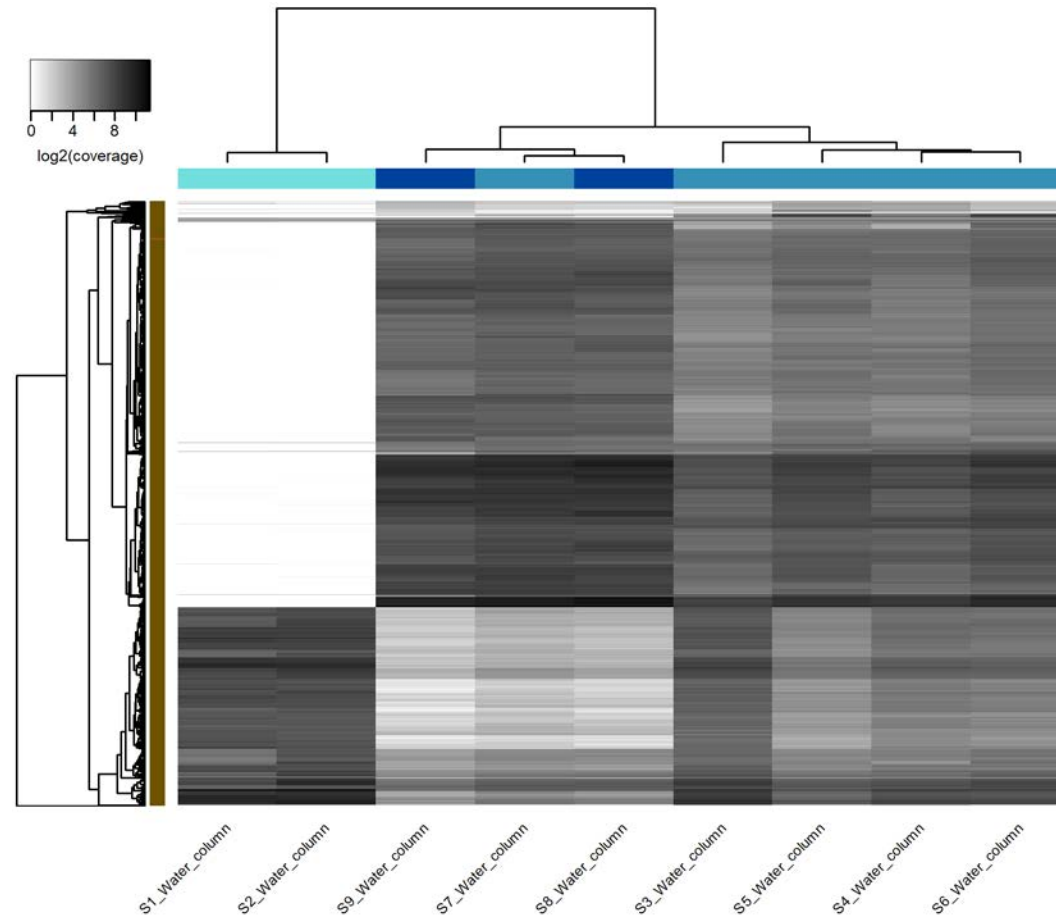 0 4 8
log2(coverage)
S1_Water_column
S2_Water_column
S9_Water_column
S7_Water_column
S8_Water_column
S3_Water_column
S5_Water_column
S4_Water_column
S6_Water_column